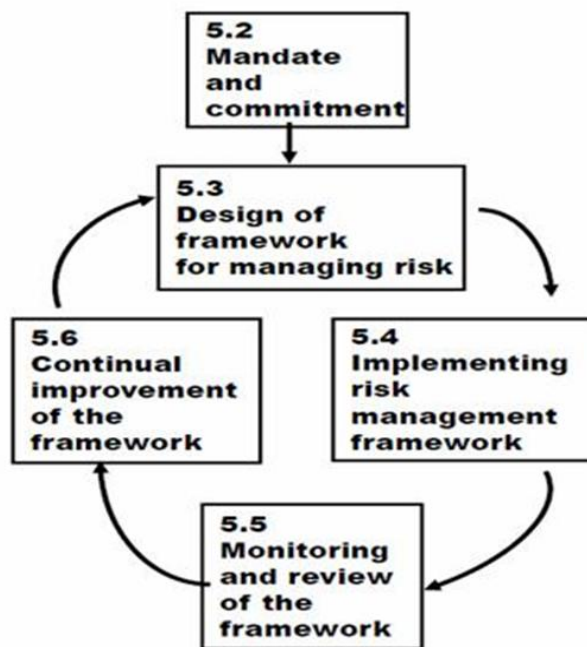 5.2
Mandate
and
commitment
5.3
Design of
framework
for managing risk
5.4
Implementing
risk
management
framework
5.5
Monitoring
and review
of the
framework
5.6
Continual
improvement
of the
framework